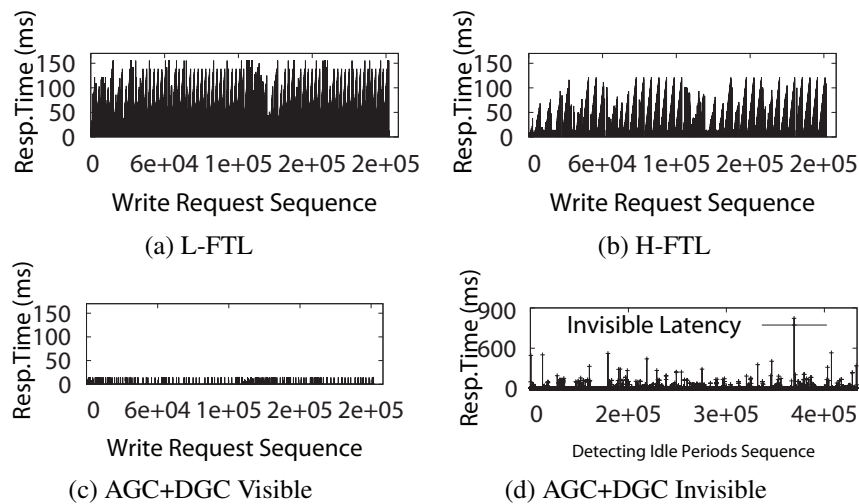 Resp.Time (ms)
150
100
50
0
0 6e+04 1e+05 2e+05 2e+05
Write Request Sequence
(a) L-FTL
Resp.Time (ms)
150
100
50
0
0 6e+04 1e+05 2e+05 2e+05
Write Request Sequence
(b) H-FTL
Resp.Time (ms)
150
100
50
0
0 6e+04 1e+05 2e+05 2e+05
Write Request Sequence
(c) AGC+DGC Visible
Resp.Time (ms)
900
600
0
Invisible Latency
0 2e+05 3e+05 4e+05
Detecting Idle Periods Sequence
(d) AGC+DGC Invisible